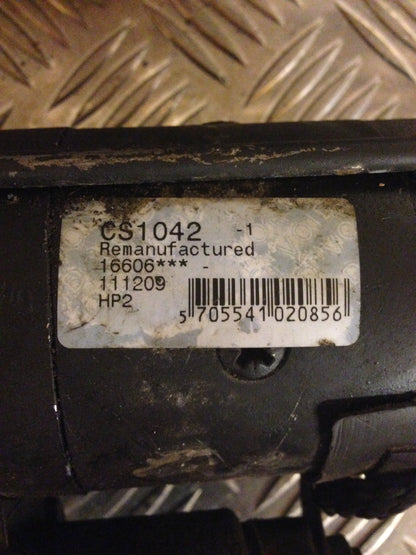 CS1042 -1
Remanufactured
16606*** -
111209
HP2
5 705541 020856